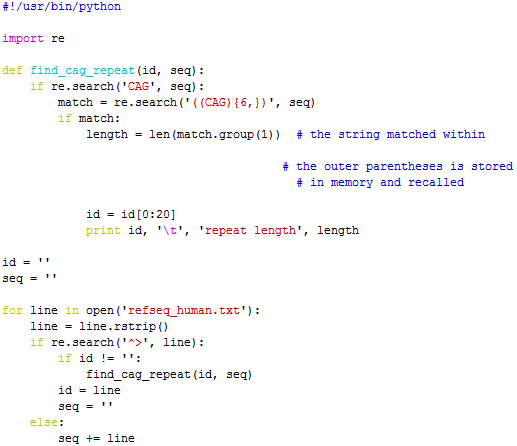 #!/usr/bin/python
import re
def find_cag_repeat(id, seq):
    if re.search('CAG', seq):
        match = re.search('((CAG){6,})', seq)
        if match:
            length = len(match.group(1))  # the string matched within
                                        # the outer parentheses is stored
                                          # in memory and recalled
            id = id[0:20]
            print id, '\t', 'repeat length', length
id = ''
seq = ''
for line in open('refseq_human.txt'):
    line = line.rstrip()
    if re.search('^>', line):
        if id != '':
            find_cag_repeat(id, seq)
        id = line
        seq = ''
    else:
        seq += line